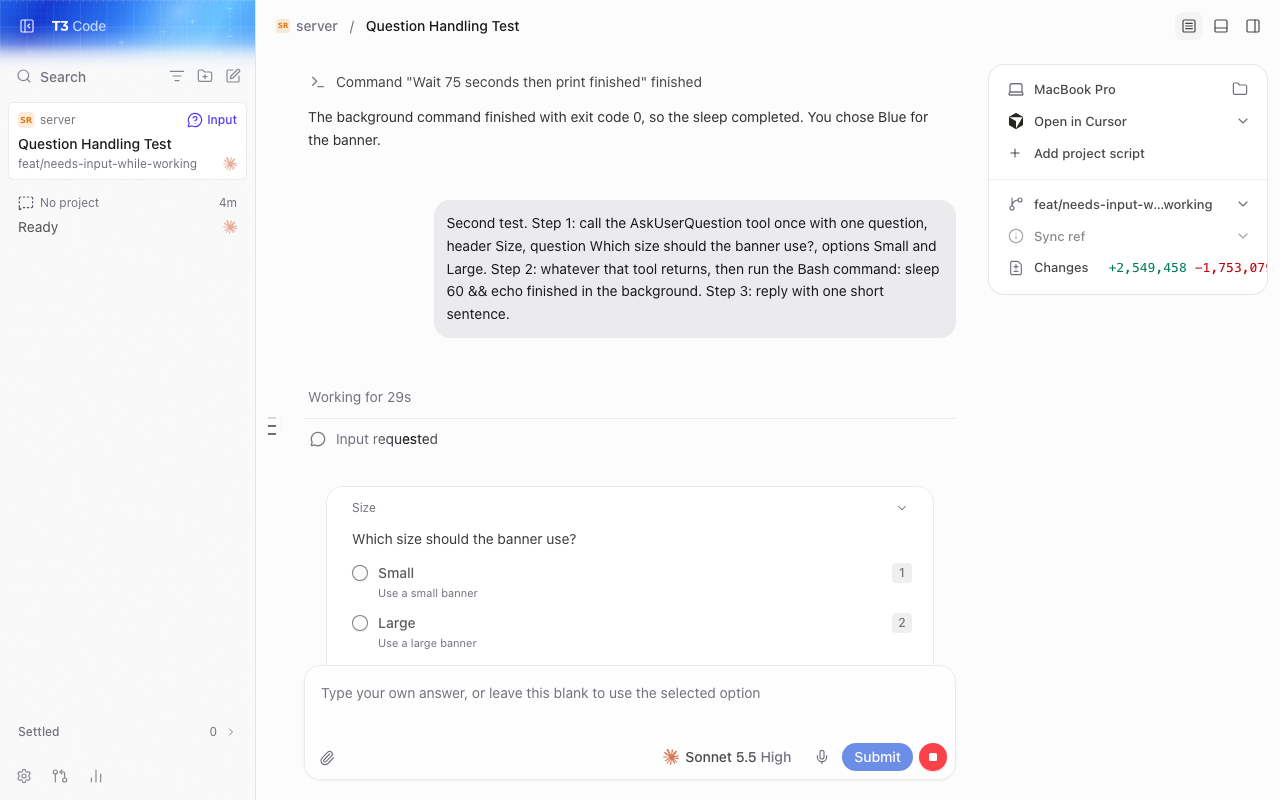 T3 Code
Search
SR server
Input
Question Handling Test
feat/needs-input-while-working
No project
4m
Ready
Settled
0
SR server / Question Handling Test
Command "Wait 75 seconds then print finished" finished
The background command finished with exit code 0, so the sleep completed. You chose Blue for
the banner.
Second test. Step 1: call the AskUserQuestion tool once with one question,
header Size, question Which size should the banner use?, options Small and
Large. Step 2: whatever that tool returns, then run the Bash command: sleep
60 && echo finished in the background. Step 3: reply with one short
sentence.
Working for 29s
Input requested
Size
Which size should the banner use?
Small
1
Use a small banner
Large
2
Use a large banner
Type your own answer, or leave this blank to use the selected option
Sonnet 5.5 High
Submit
MacBook Pro
Open in Cursor
Add project script
feat/needs-input-w...working
Sync ref
Changes +2,549,458